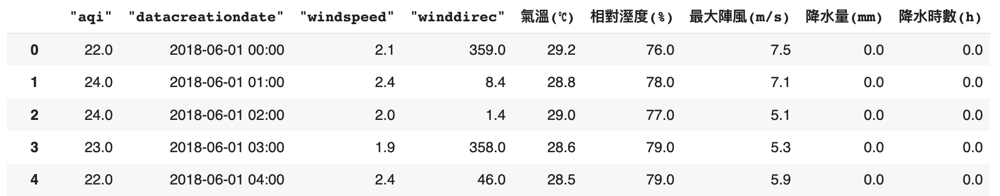 "aqi" "datacreationdate" "windspeed" "winddirec" 氣溫(℃) 相對溼度(%) 最大陣風(m/s) 降水量(mm) 降水時數(h)
0 22.0 2018-06-01 00:00 2.1 359.0 29.2 76.0 7.5 0.0 0.0
1 24.0 2018-06-01 01:00 2.4 8.4 28.8 78.0 7.1 0.0 0.0
2 24.0 2018-06-01 02:00 2.0 1.4 29.0 77.0 5.1 0.0 0.0
3 23.0 2018-06-01 03:00 1.9 358.0 28.6 79.0 5.3 0.0 0.0
4 22.0 2018-06-01 04:00 2.4 46.0 28.5 79.0 5.9 0.0 0.0